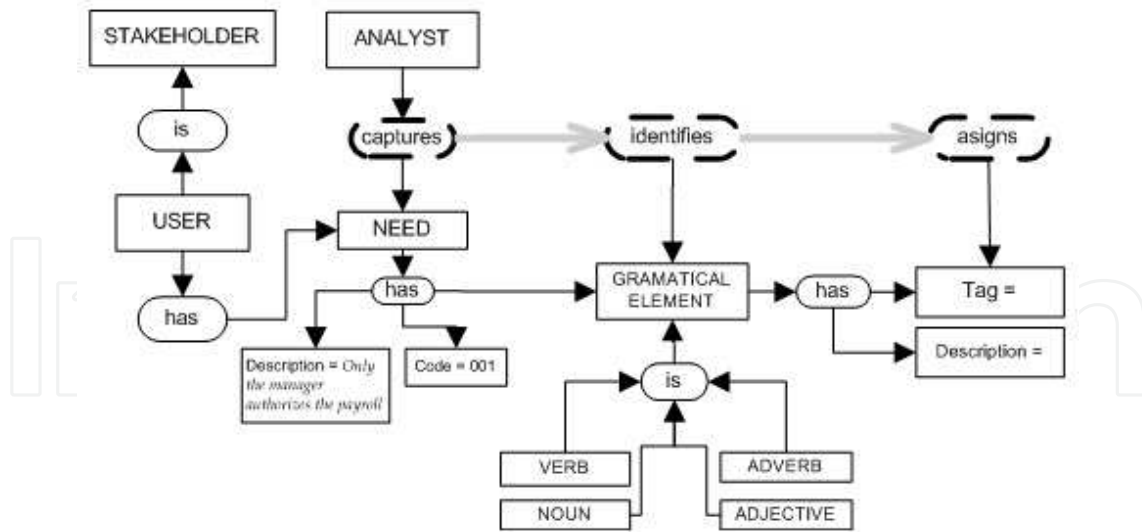 STAKEHOLDER
ANALYST
is
captures
identifies
asigns
USER
NEED
has
has
GRAMATICAL
ELEMENT
has
Tag =
Description = Only
the manager
authorizes the payroll
Code = 001
Description =
is
VERB
ADVERB
NOUN
ADJECTIVE